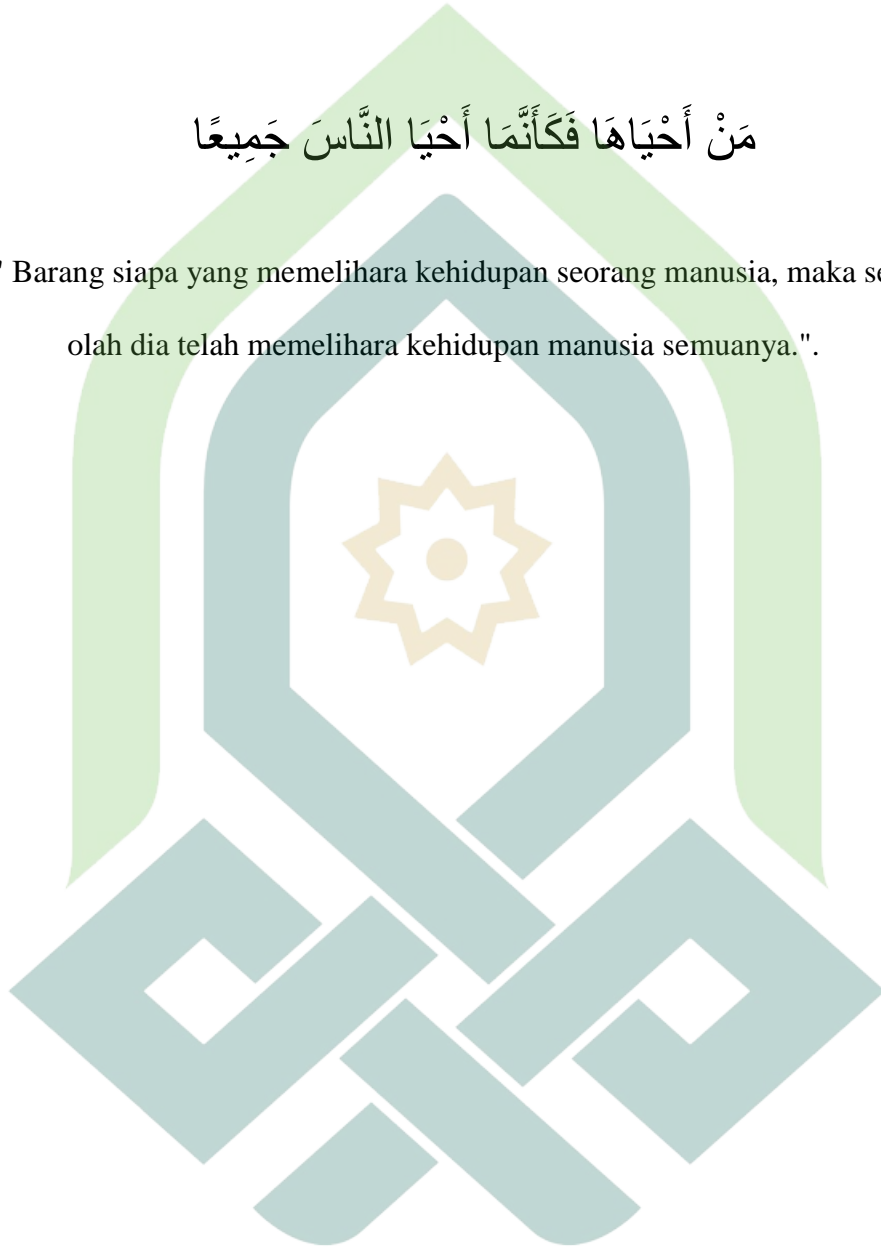 مَنْ أَحْيَاهَا فَكَأَنَّمَا أَحْيَا النَّاسَ جَمِيعًا
" Barang siapa yang memelihara kehidupan seorang manusia, maka se
olah dia telah memelihara kehidupan manusia semuanya.".